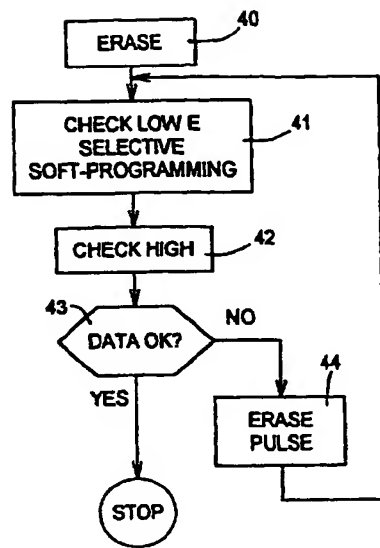 40
ERASE
CHECK LOW E
SELECTIVE
SOFT-PROGRAMMING
41
CHECK HIGH
42
43
DATA OK?
NO
YES
44
ERASE
PULSE
STOP